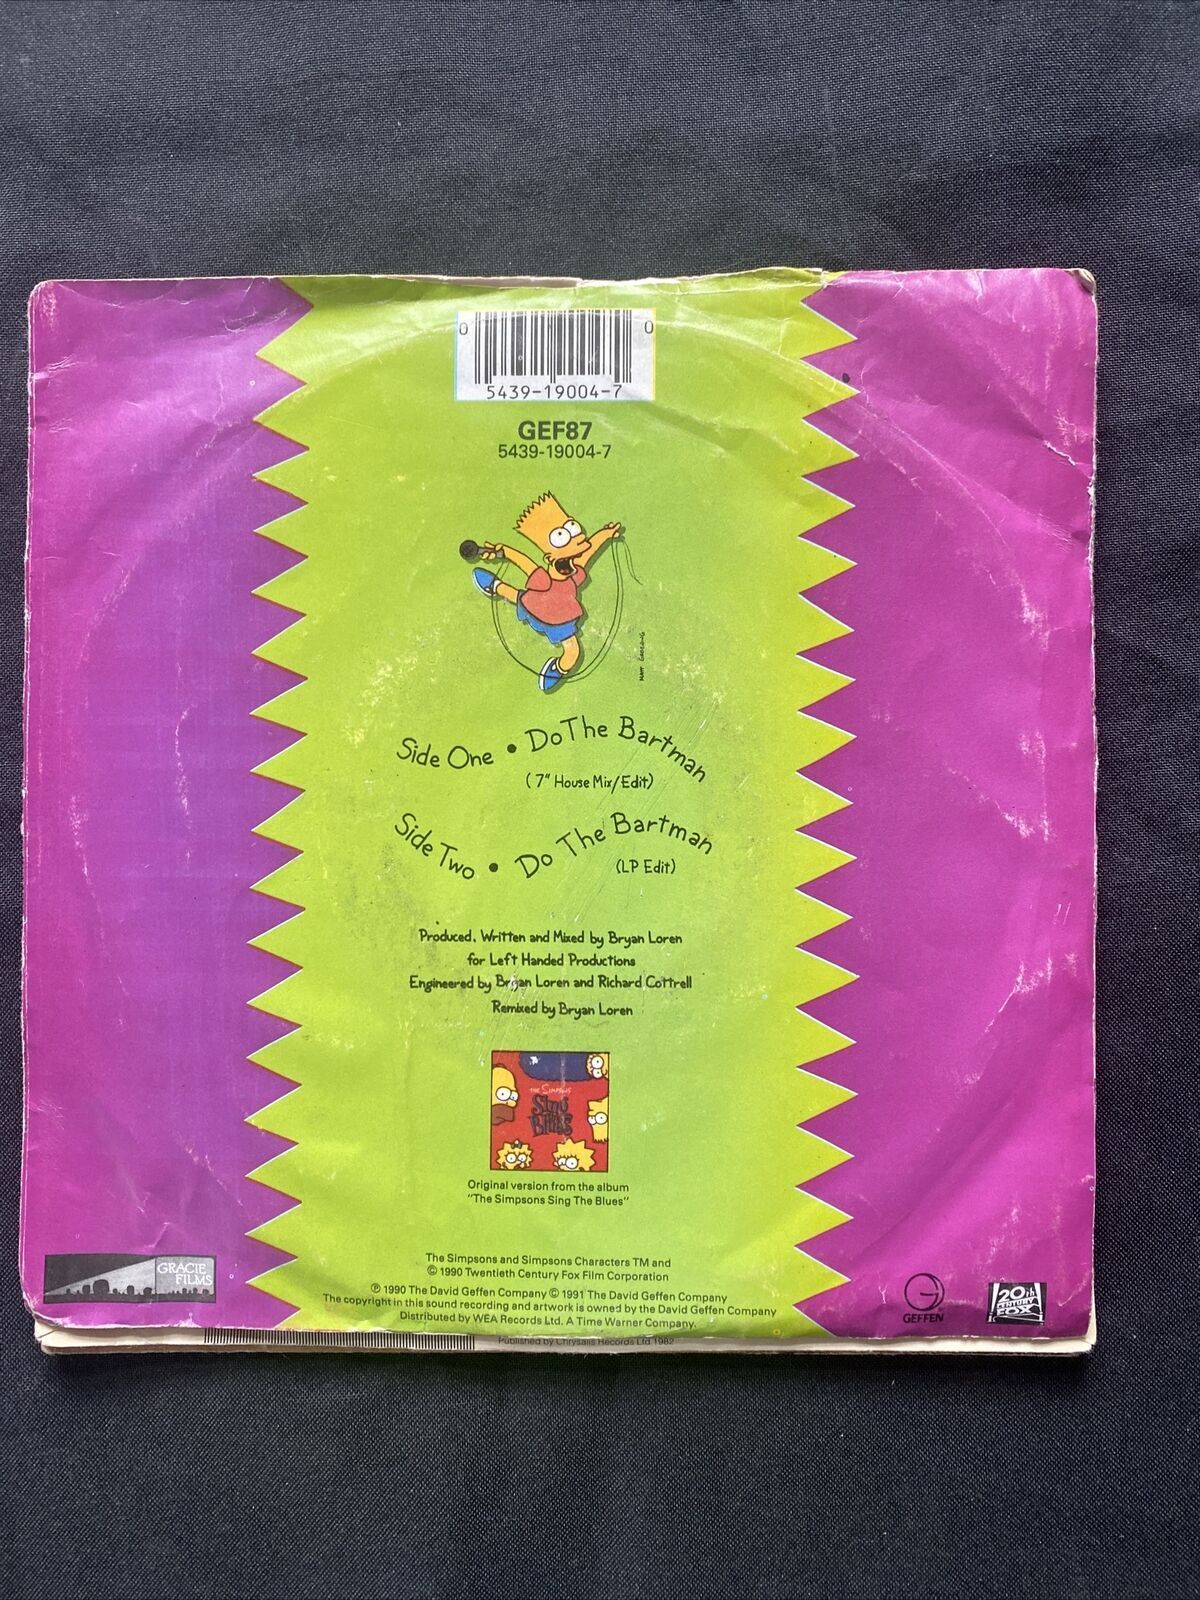 0 0
5439-19004-7
GEF87
5439-19004-7
MATT GROENING
Side One • Do The Bartman
(7" House Mix/Edit)
Side Two • Do The Bartman
(LP Edit)
Produced, Written and Mixed by Bryan Loren
for Left Handed Productions
Engineered by Bryan Loren and Richard Cottrell
Remixed by Bryan Loren
THE SIMPSONS
Sing
THE
BLUES
Original version from the album
"The Simpsons Sing The Blues"
The Simpsons and Simpsons Characters TM and
© 1990 Twentieth Century Fox Film Corporation
℗ 1990 The David Geffen Company © 1991 The David Geffen Company
The copyright in this sound recording and artwork is owned by the David Geffen Company
Distributed by WEA Records Ltd. A Time Warner Company.
GRACIE
FILMS
GEFFEN
20th
CENTURY
FOX
Published by Chrysalis Records Ltd 1982